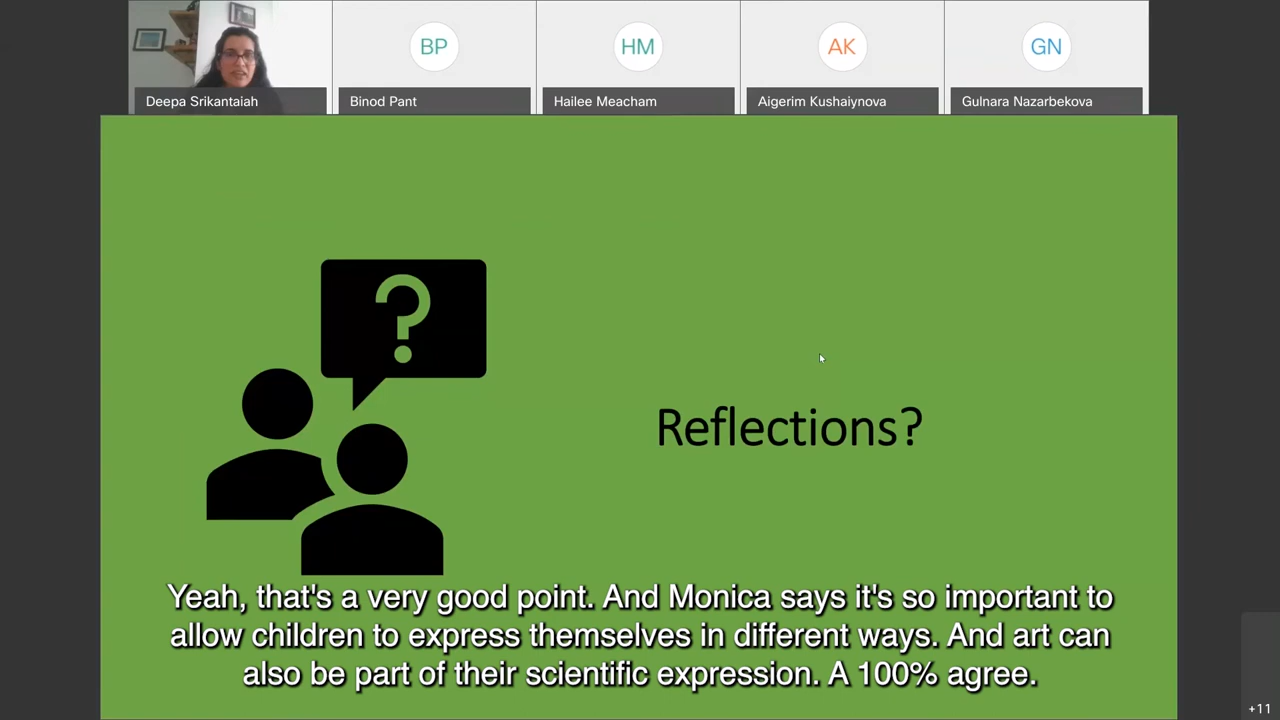 BP
HM
AK
GN
Deepa Srikantaiah
Binod Pant
Hailee Meacham
Aigerim Kushaiynova
Gulnara Nazarbekova
?
Reflections?
Yeah, that's a very good point. And Monica says it's so important to
allow children to express themselves in different ways. And art can
also be part of their scientific expression. A 100% agree.
+11